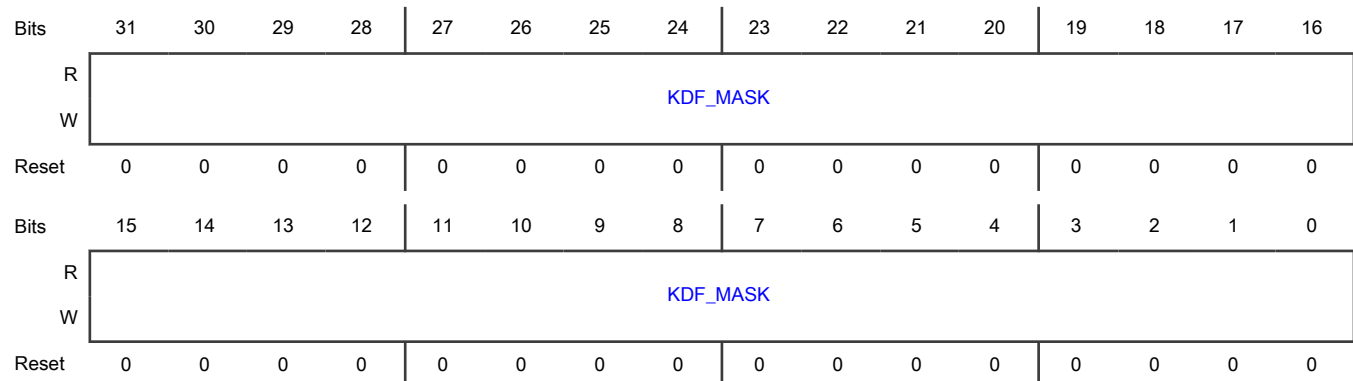 Bits 31 30 29 28 27 26 25 24 23 22 21 20 19 18 17 16
R
KDF_MASK
W
Reset 0 0 0 0 0 0 0 0 0 0 0 0 0 0 0 0
Bits 15 14 13 12 11 10 9 8 7 6 5 4 3 2 1 0
R
KDF_MASK
W
Reset 0 0 0 0 0 0 0 0 0 0 0 0 0 0 0 0